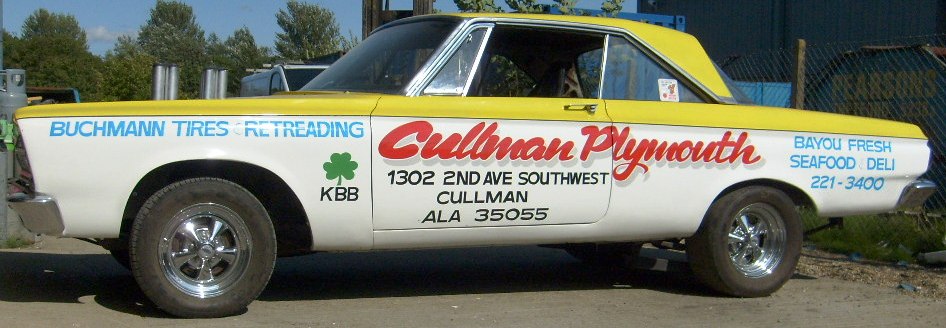 BUCHMANN TIRES & RETREADING
KBB
Cullman Plymouth
1302 2ND AVE SOUTHWEST
CULLMAN
ALA 35055
BAYOU FRESH
SEAFOOD & DELI
221-3400